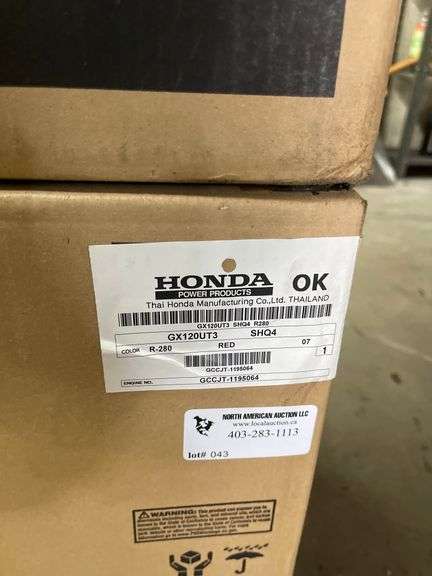 HONDA OK
POWER PRODUCTS
Thai Honda Manufacturing Co.,Ltd. THAILAND
GX120UT3 SHQ4 R280
GX120UT3 SHQ4
COLOR R-280 RED 07 1
GCCJT-1195064
ENGINE NO. GCCJT-1195064
NORTH AMERICAN AUCTION LLC
www.localauction.ca
403-283-1113
lot# 043
WARNING: